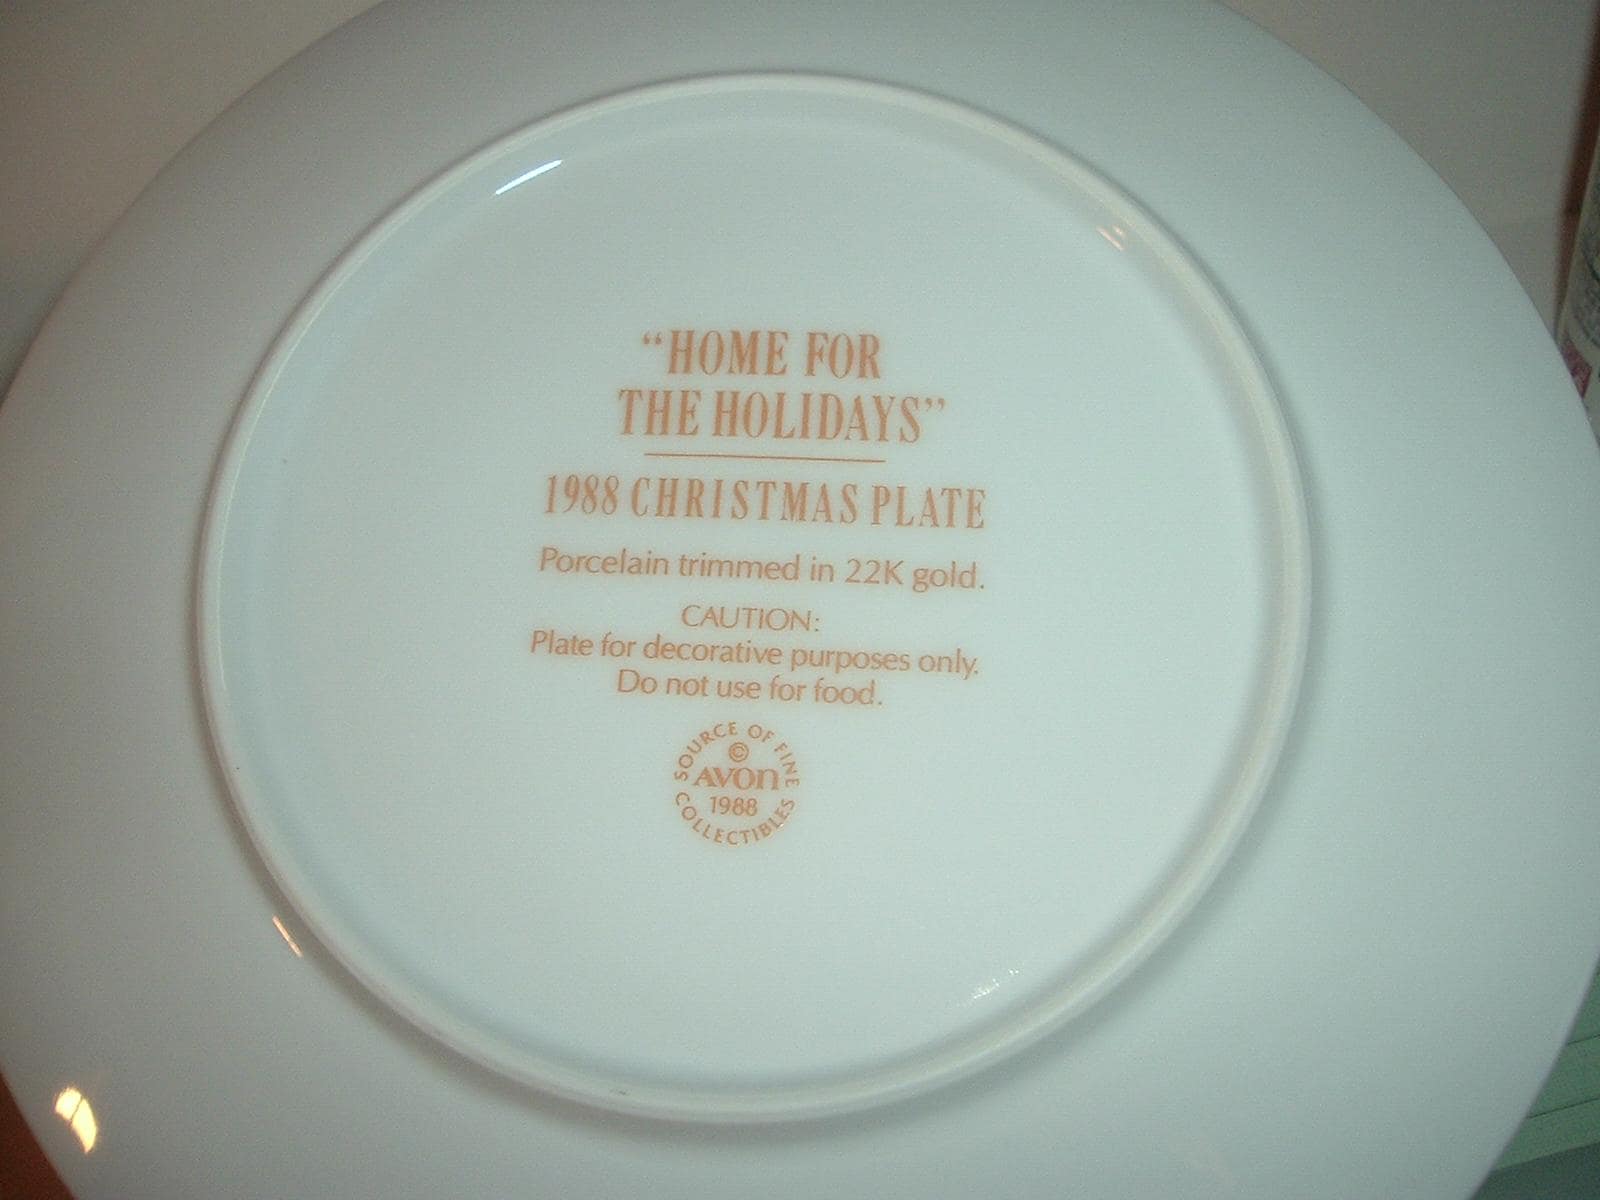 “HOME FOR
THE HOLIDAYS”
1988 CHRISTMAS PLATE
Porcelain trimmed in 22K gold.
CAUTION:
Plate for decorative purposes only.
Do not use for food.
SOURCE OF FINE
©
AVON
1988
COLLECTIBLES